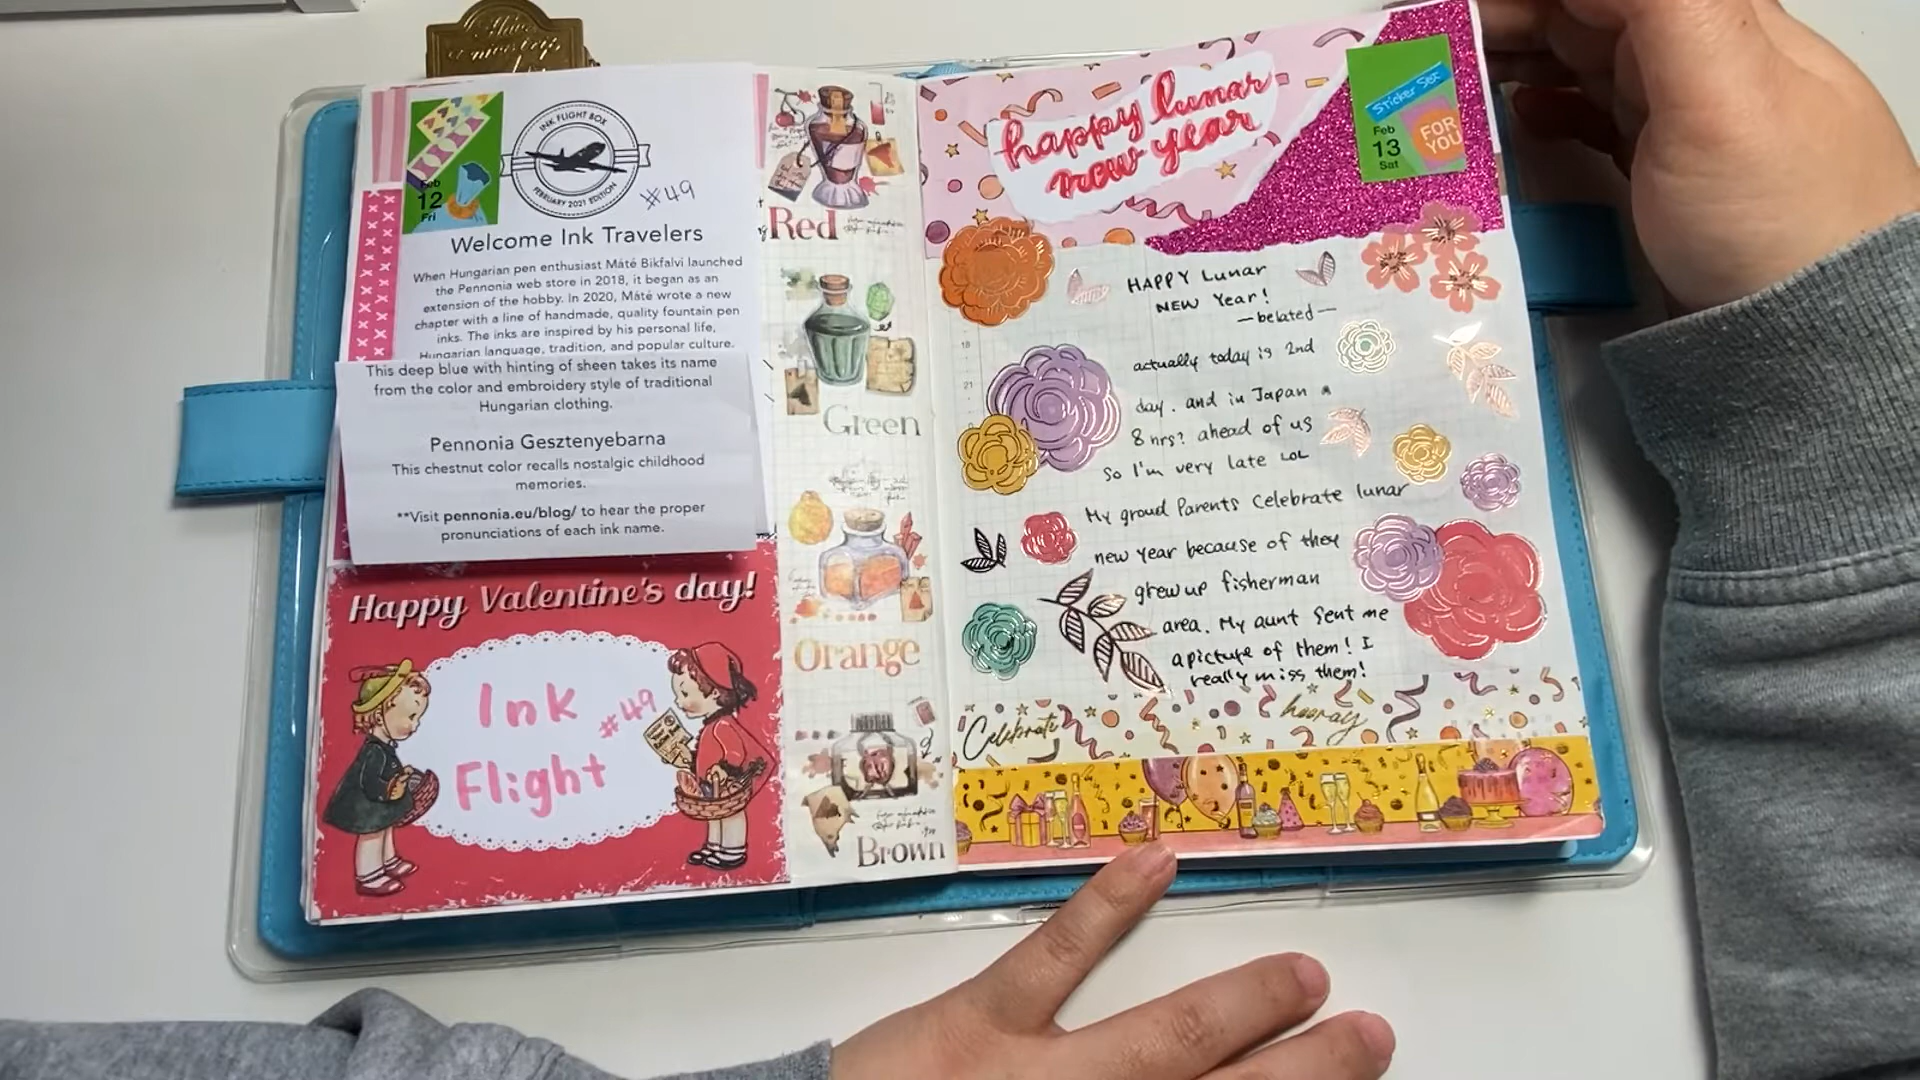 Feb
12
Fri
INK FLIGHT BOX
FEBRUARY 2021 EDITION
#49
Welcome Ink Travelers
When Hungarian pen enthusiast Máté Bikfalvi launched
the Pennonia web store in 2018, it began as an
extension of the hobby. In 2020, Máté wrote a new
chapter with a line of handmade, quality fountain pen
inks. The inks are inspired by his personal life,
Hungarian language, tradition, and popular culture.
This deep blue with hinting of sheen takes its name
from the color and embroidery style of traditional
Hungarian clothing.
Pennonia Gesztenyebarna
This chestnut color recalls nostalgic childhood
memories.
**Visit pennonia.eu/blog/ to hear the proper
pronunciations of each ink name.
Happy Valentine's day!
Ink
#49
Flight
Red
Green
Orange
Brown
happy lunar
new year
Sticker Set
FOR
YOU
Feb
13
Sat
HAPPY Lunar
NEW Year!
—belated—
actually today is 2nd
day. and in Japan
8 hrs? ahead of us
So I'm very late LOL
My groud Parents Celebrate lunar
new year because of they
grew up fisherman
area. My aunt sent me
a picture of them! I
really miss them!
18
21
Celebrate
hooray